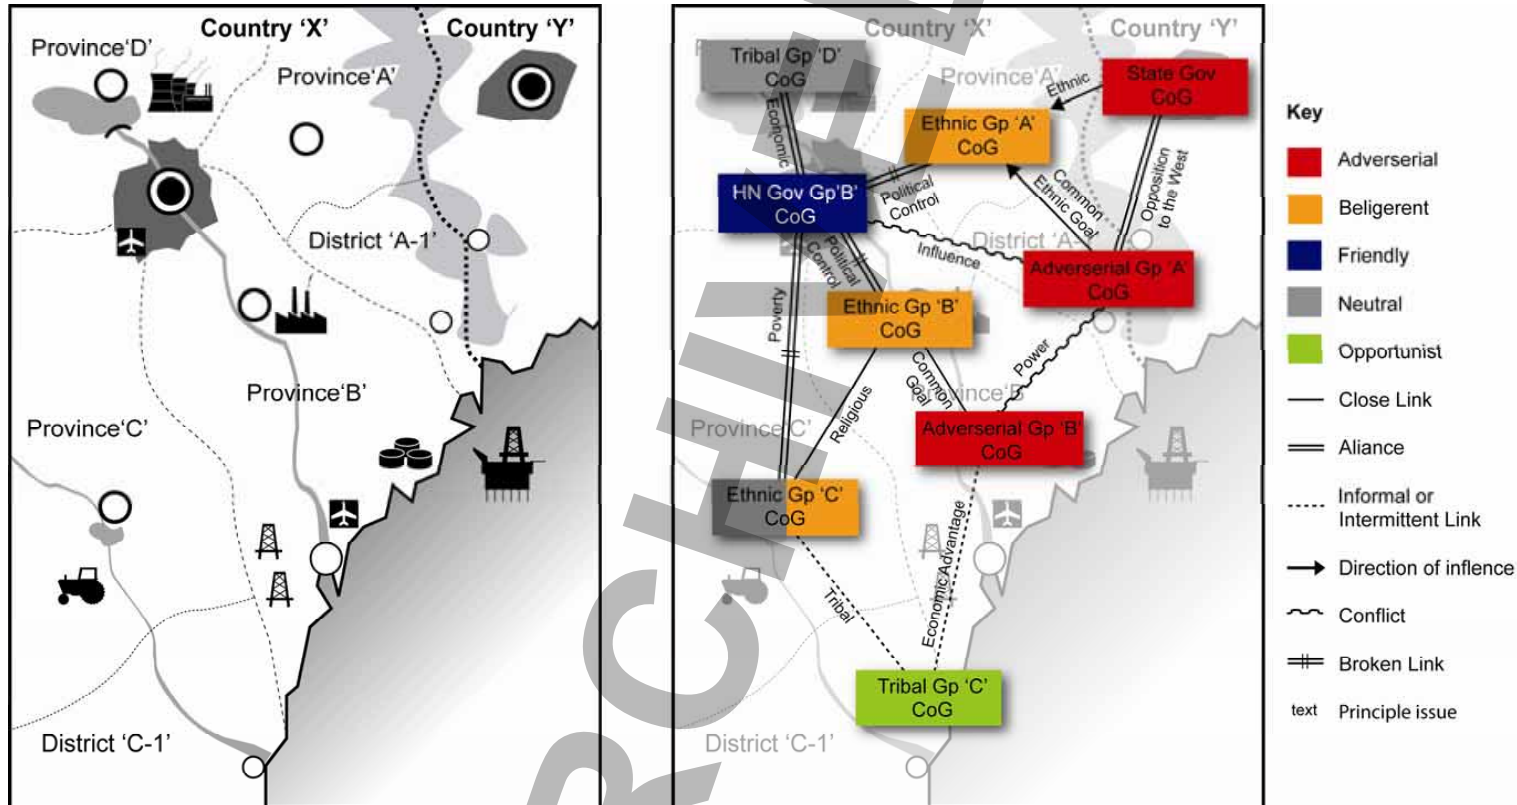 Country ‘X’
Country ‘Y’
Province‘D’
Province‘A’
District ‘A-1’
Province‘B’
Province‘C’
District ‘C-1’
Country ‘X’
Country ‘Y’
Tribal Gp ‘D’
CoG
Province‘A’
State Gov
CoG
Ethnic
Ethnic Gp ‘A’
CoG
Economic
HN Gov Gp‘B’
CoG
Political
Control
Common
Ethnic Goal
Opposition
to the West
District ‘A-
Influence
Adverserial Gp ‘A’
CoG
Political
Control
Ethnic Gp ‘B’
CoG
Poverty
Power
Common
Goal
Province‘B
Religious
Province‘C’
Adverserial Gp ‘B’
CoG
Ethnic Gp ‘C’
CoG
Economic Advantage
Tribal
Tribal Gp ‘C’
CoG
District ‘C-1’
Key
Adverserial
Beligerent
Friendly
Neutral
Opportunist
Close Link
Aliance
Informal or
Intermittent Link
Direction of inflence
Conflict
Broken Link
text
Principle issue